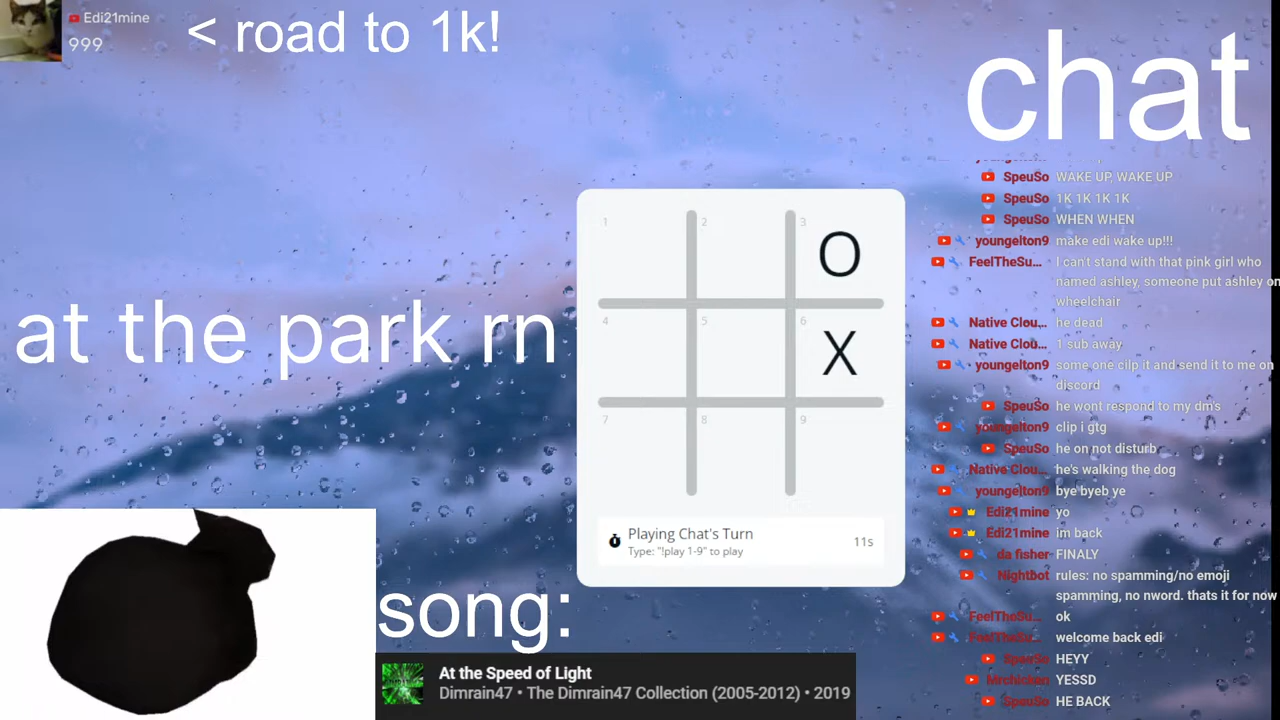 Edi21mine
999
< road to 1k!
chat
SpeuSo WAKE UP, WAKE UP
SpeuSo 1K 1K 1K 1K
SpeuSo WHEN WHEN
youngelton9 make edi wake up!!!
FeelTheSu... I cant stand with that pink girl who
named ashley, someone put ashley on
wheelchair
Native Clou... he dead
Native Clou... 1 sub away
youngelton9 some one cilp it and send it to me on
discord
SpeuSo he wont respond to my dm's
youngelton9 clip i gtg
SpeuSo he on not disturb
Native Clou... he's walking the dog
youngelton9 bye byeb ye
Edi21mine yo
Edi21mine im back
da fisher FINALY
Nightbot rules: no spamming/no emoji
spamming, no nword. thats it for now
FeelTheSu... ok
FeelTheSu... welcome back edi
SpeuSo HEYY
Mrchicken YESSD
SpeuSo HE BACK
at the park rn
1 2 3
O
4 5 6
X
7 8 9
Playing Chat's Turn
Type: "!play 1-9" to play
11s
song:
At the Speed of Light
Dimrain47 • The Dimrain47 Collection (2005-2012) • 2019